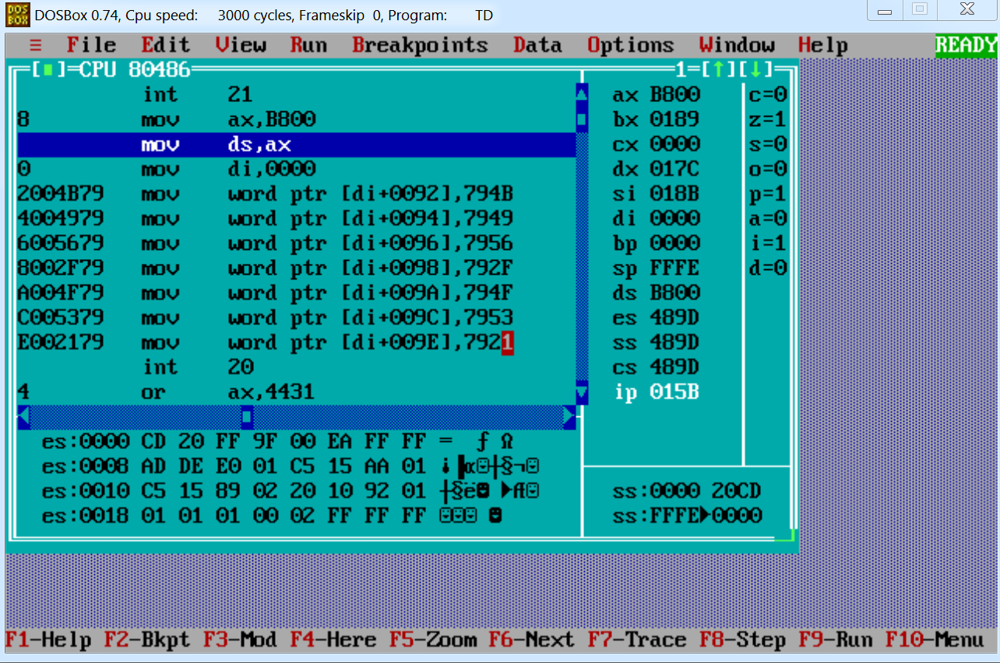 DOS BOX DOSBox 0.74, Cpu speed: 3000 cycles, Frameskip 0, Program: TD
≡ File Edit View Run Breakpoints Data Options Window Help READY
[■]=CPU 80486 1=[↑][↓]
int 21 ax B800 c=0
8 mov ax,B800 bx 0189 z=1
mov ds,ax cx 0000 s=0
0 mov di,0000 dx 017C o=0
2004B79 mov word ptr [di+0092],794B si 018B p=1
4004979 mov word ptr [di+0094],7949 di 0000 a=0
6005679 mov word ptr [di+0096],7956 bp 0000 i=1
8002F79 mov word ptr [di+0098],792F sp FFFE d=0
A004F79 mov word ptr [di+009A],794F ds B800
C005379 mov word ptr [di+009C],7953 es 489D
E002179 mov word ptr [di+009E],7921 ss 489D
int 20 cs 489D
4 or ax,4431 ip 015B
es:0000 CD 20 FF 9F 00 EA FF FF = ƒ Ω
es:0008 AD DE E0 01 C5 15 AA 01 ¡▐α☺┼§¬☺
es:0010 C5 15 89 02 20 10 92 01 ┼§ë☻ ►Æ☺ ss:0000 20CD
es:0018 01 01 01 00 02 FF FF FF ☺☺☺ ☻ ss:FFFE►0000
F1-Help F2-Bkpt F3-Mod F4-Here F5-Zoom F6-Next F7-Trace F8-Step F9-Run F10-Menu